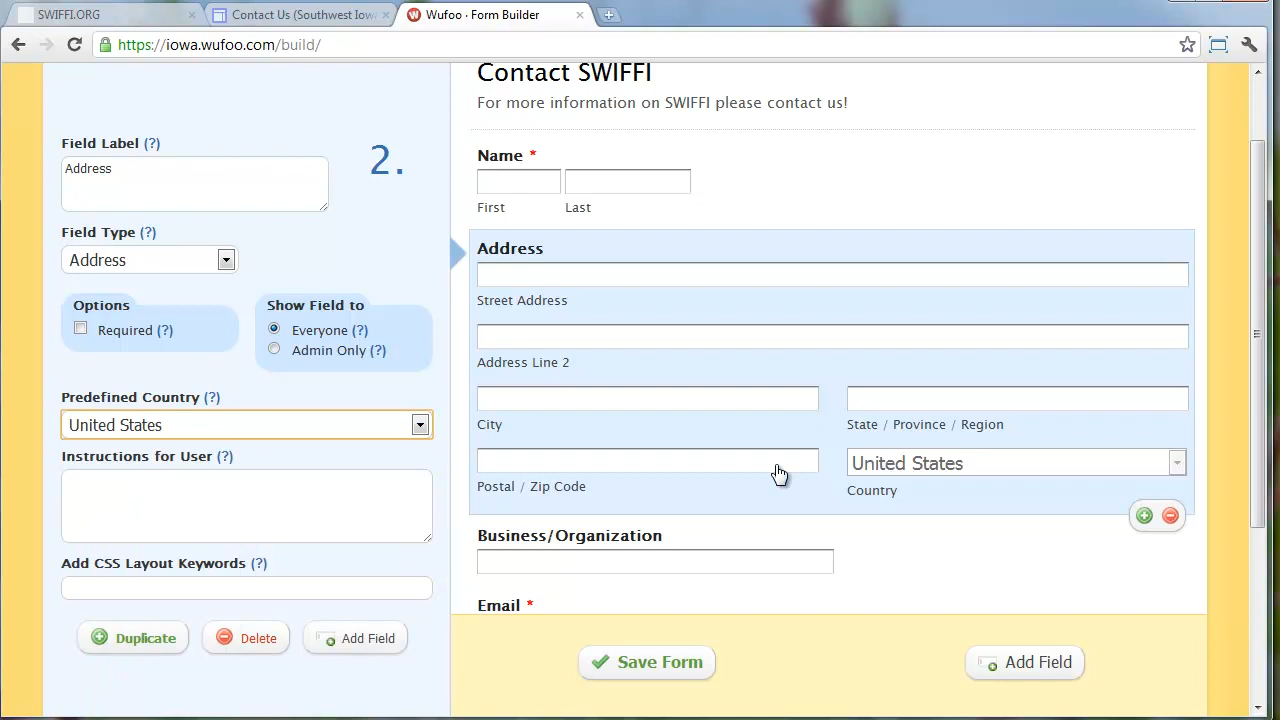 SWIFFI.ORG
Contact Us (Southwest Iow
Wufoo · Form Builder
https://iowa.wufoo.com/build/
Field Label (?)
Address
2.
Field Type (?)
Address
Options
Required (?)
Show Field to
Everyone (?)
Admin Only (?)
Predefined Country (?)
United States
Instructions for User (?)
Add CSS Layout Keywords (?)
Duplicate
Delete
Add Field
Contact SWIFFI
For more information on SWIFFI please contact us!
Name *
First
Last
Address
Street Address
Address Line 2
City
State / Province / Region
Postal / Zip Code
United States
Country
Business/Organization
Email *
Save Form
Add Field